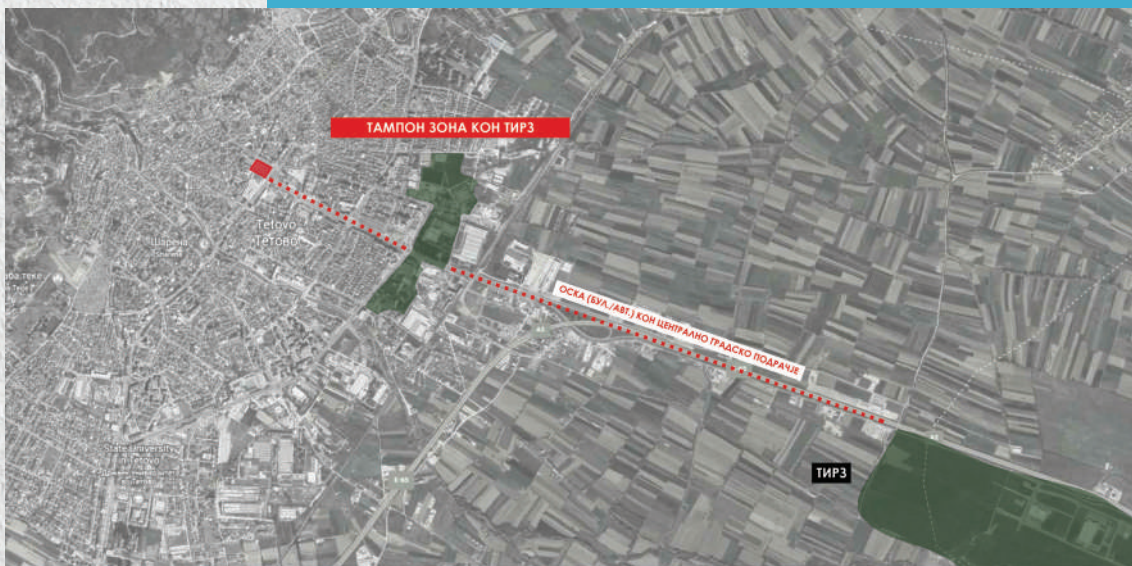 ТАМПОН ЗОНА КОН ТИРЗ
Tetovo
Тетово
Шарена
ОСКА (БУЛ./АВТ.) КОН ЦЕНТРАЛНО ГРАДСКО ПОДРАЧЈЕ
ТИРЗ
State University